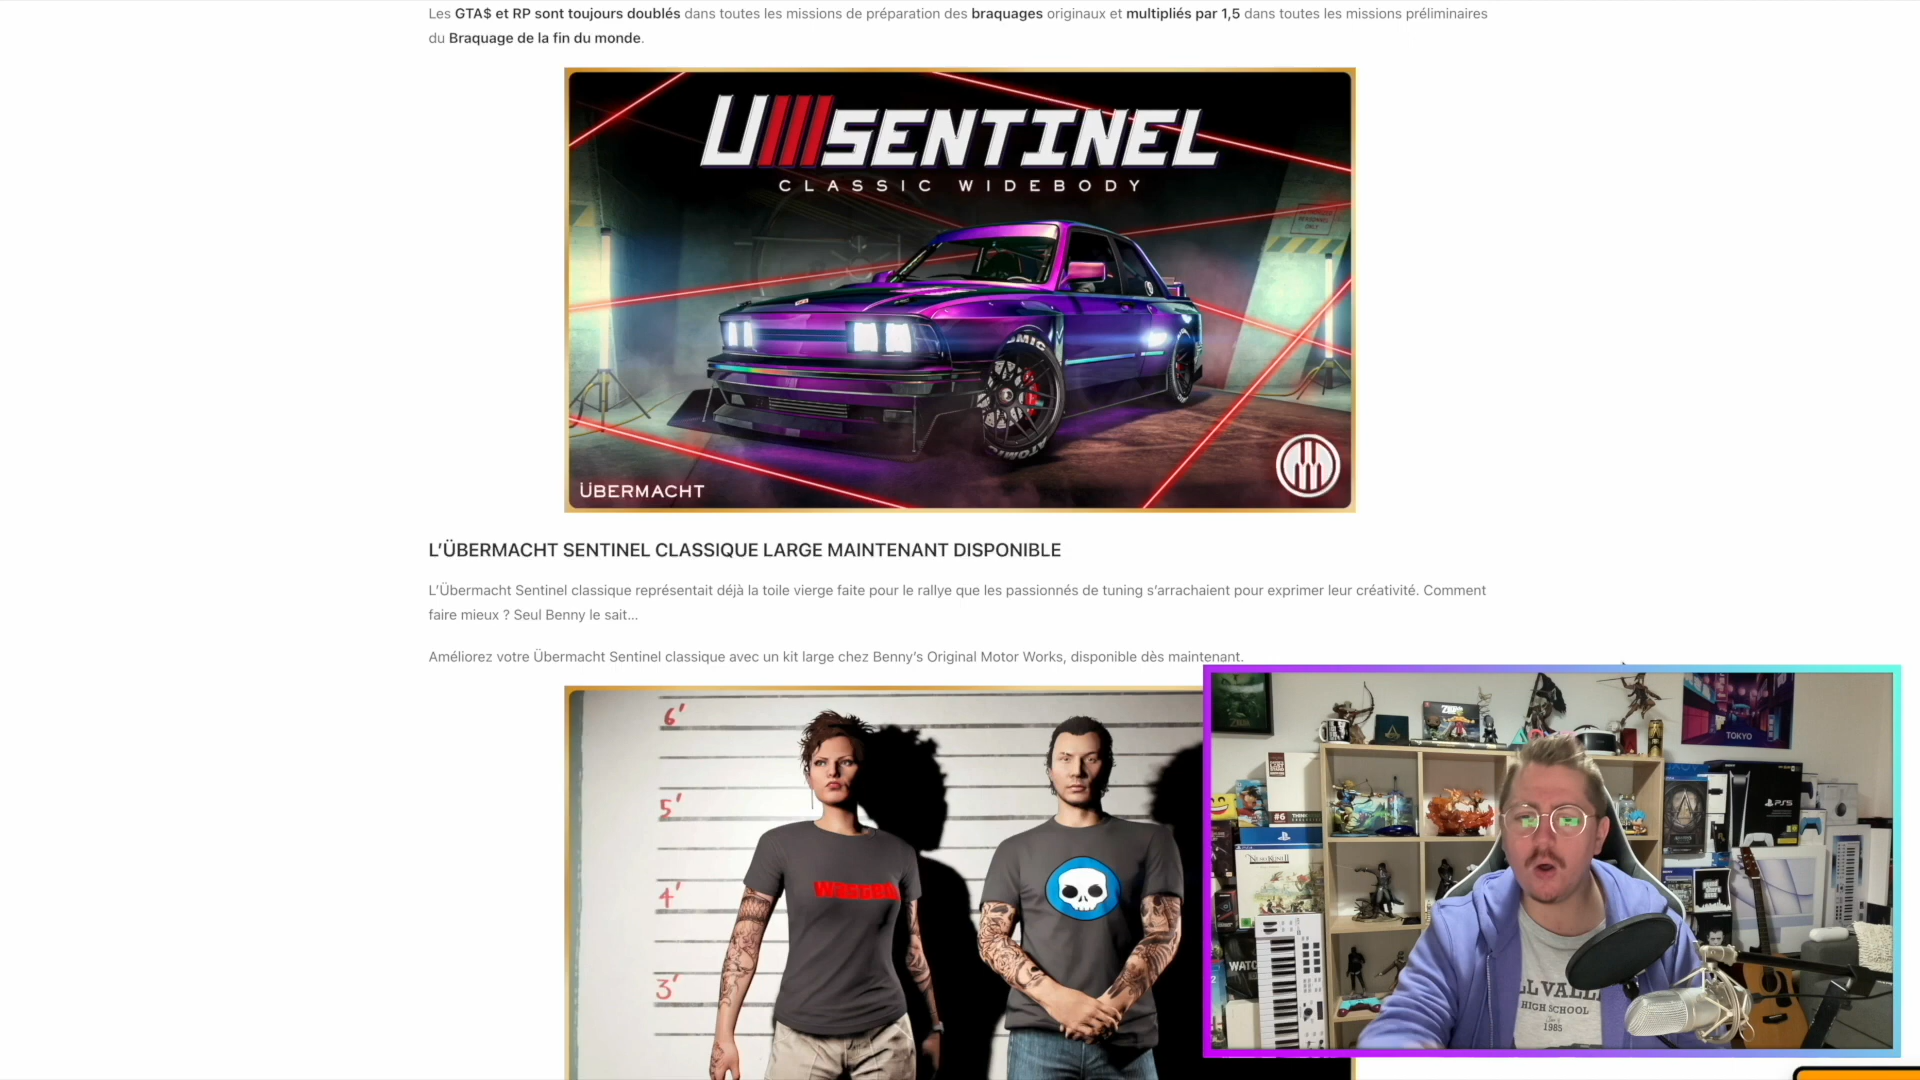 Les GTA$ et RP sont toujours doublés dans toutes les missions de préparation des braquages originaux et multipliés par 1,5 dans toutes les missions préliminaires
du Braquage de la fin du monde.
SENTINEL
CLASSIC WIDEBODY
ÜBERMACHT
L'ÜBERMACHT SENTINEL CLASSIQUE LARGE MAINTENANT DISPONIBLE
L'Übermacht Sentinel classique représentait déjà la toile vierge faite pour le rallye que les passionnés de tuning s'arrachaient pour exprimer leur créativité. Comment
faire mieux ? Seul Benny le sait...
Améliorez votre Übermacht Sentinel classique avec un kit large chez Benny's Original Motor Works, disponible dès maintenant.
6'
5'
4'
3'
TOKYO
PS5
#6
HIGH SCHOOL
1985